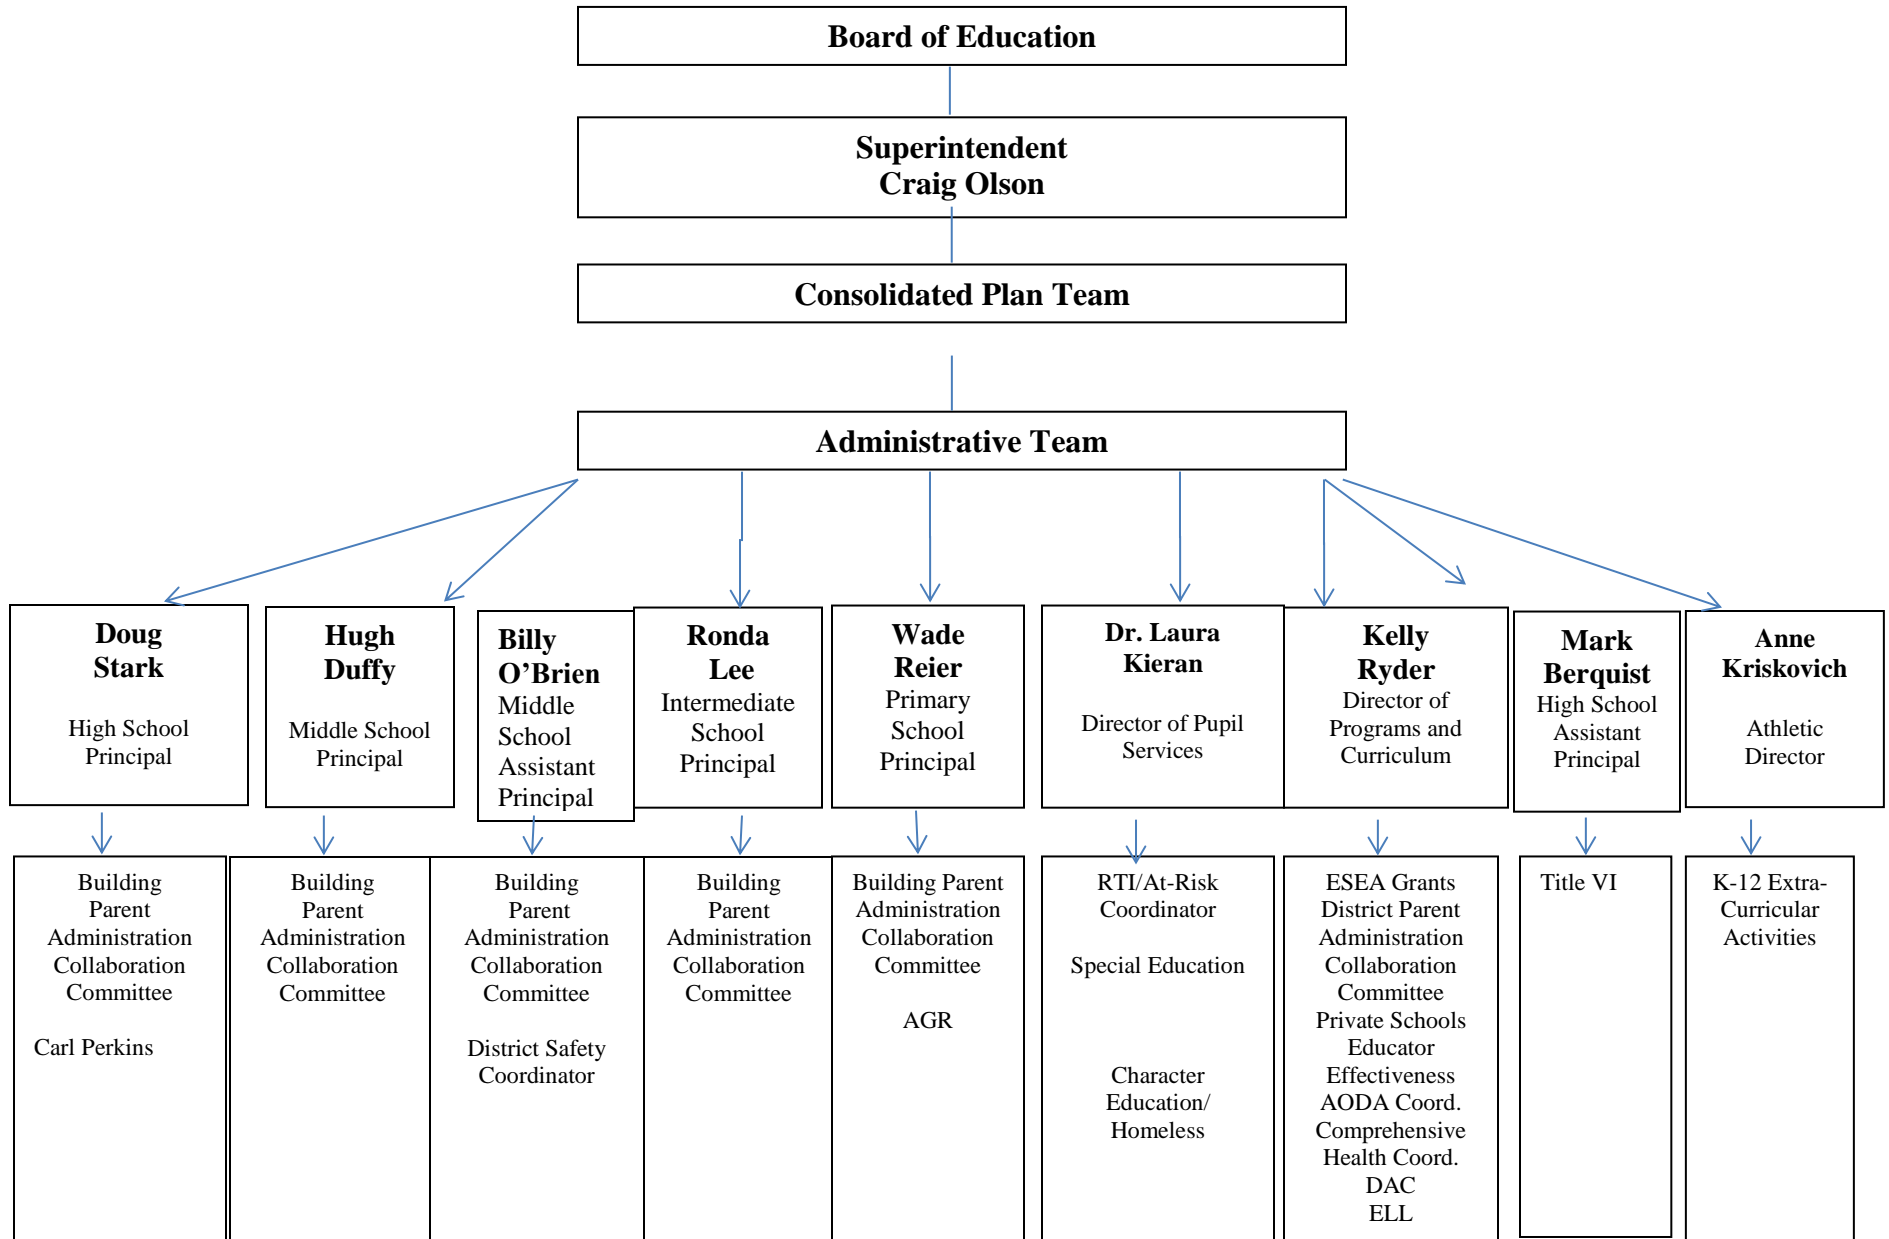 Board of Education
Superintendent
Craig Olson
Consolidated Plan Team
Administrative Team
Doug
Stark
High School
Principal
Hugh
Duffy
Middle School
Principal
Billy
O’Brien
Middle
School
Assistant
Principal
Ronda
Lee
Intermediate
School
Principal
Wade
Reier
Primary
School
Principal
Dr. Laura
Kieran
Director of Pupil
Services
Kelly
Ryder
Director of
Programs and
Curriculum
Mark
Berquist
High School
Assistant
Principal
Anne
Kriskovich
Athletic
Director
Building
Parent
Administration
Collaboration
Committee
Carl Perkins
Building
Parent
Administration
Collaboration
Committee
Building
Parent
Administration
Collaboration
Committee
District Safety
Coordinator
Building
Parent
Administration
Collaboration
Committee
Building Parent
Administration
Collaboration
Committee
AGR
RTI/At-Risk
Coordinator
Special Education
Character
Education/
Homeless
ESEA Grants
District Parent
Administration
Collaboration
Committee
Private Schools
Educator
Effectiveness
AODA Coord.
Comprehensive
Health Coord.
DAC
ELL
Title VI
K-12 Extra-
Curricular
Activities